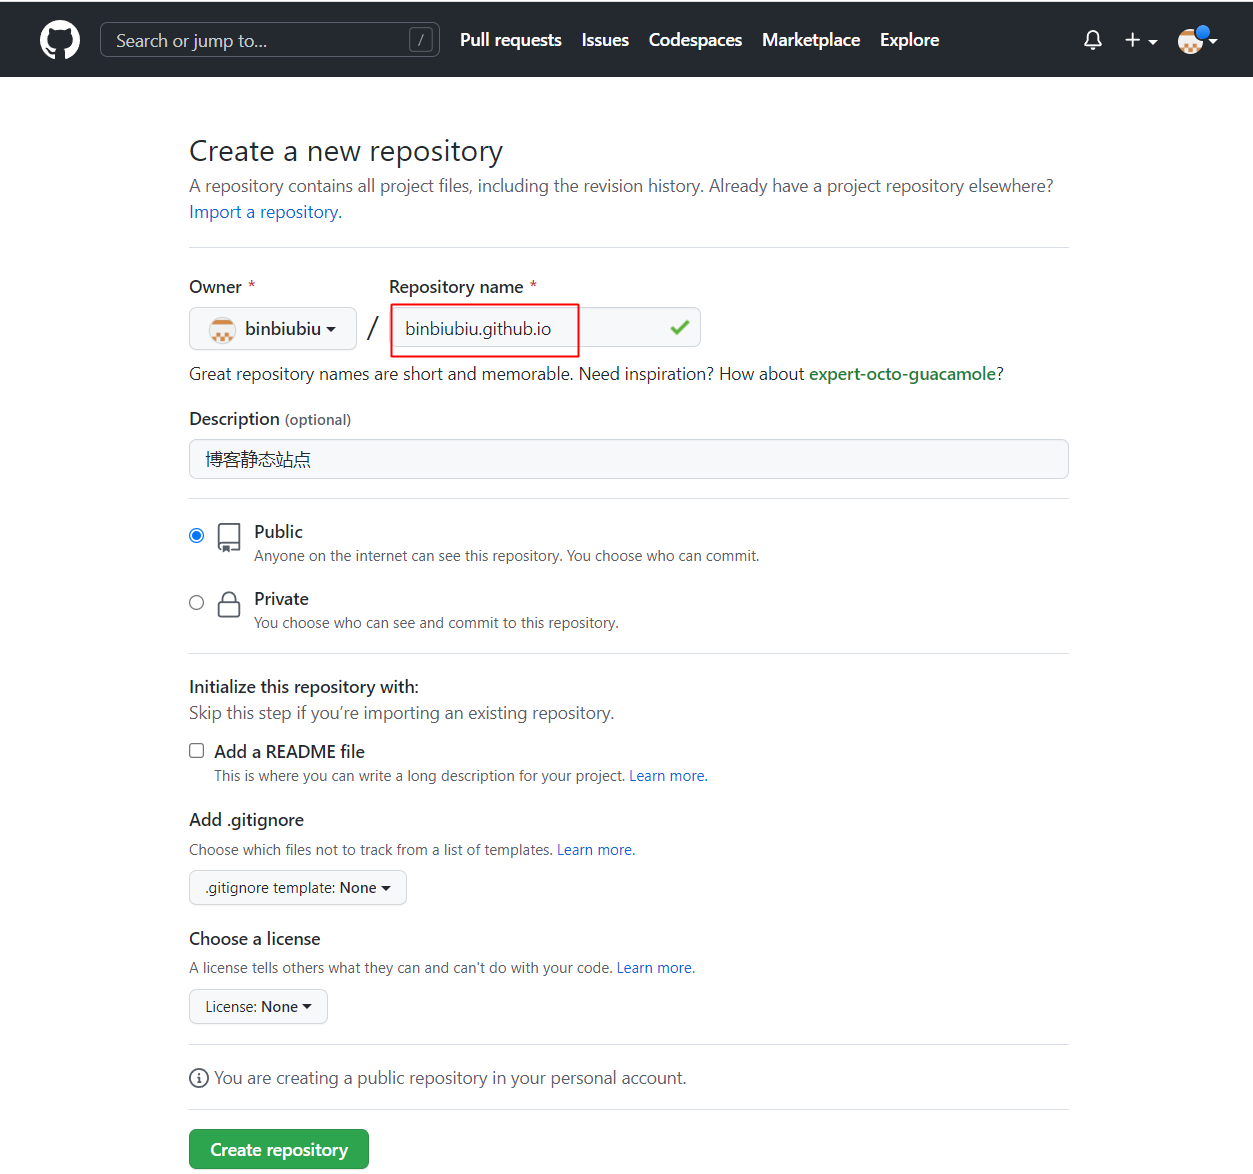 Search or jump to... / Pull requests Issues Codespaces Marketplace Explore
Create a new repository
A repository contains all project files, including the revision history. Already have a project repository elsewhere?
Import a repository.
Owner * Repository name *
binbiubiu / binbiubiu.github.io
Great repository names are short and memorable. Need inspiration? How about expert-octo-guacamole?
Description (optional)
博客静态站点
Public
Anyone on the internet can see this repository. You choose who can commit.
Private
You choose who can see and commit to this repository.
Initialize this repository with:
Skip this step if you’re importing an existing repository.
Add a README file
This is where you can write a long description for your project. Learn more.
Add .gitignore
Choose which files not to track from a list of templates. Learn more.
.gitignore template: None
Choose a license
A license tells others what they can and can't do with your code. Learn more.
License: None
You are creating a public repository in your personal account.
Create repository